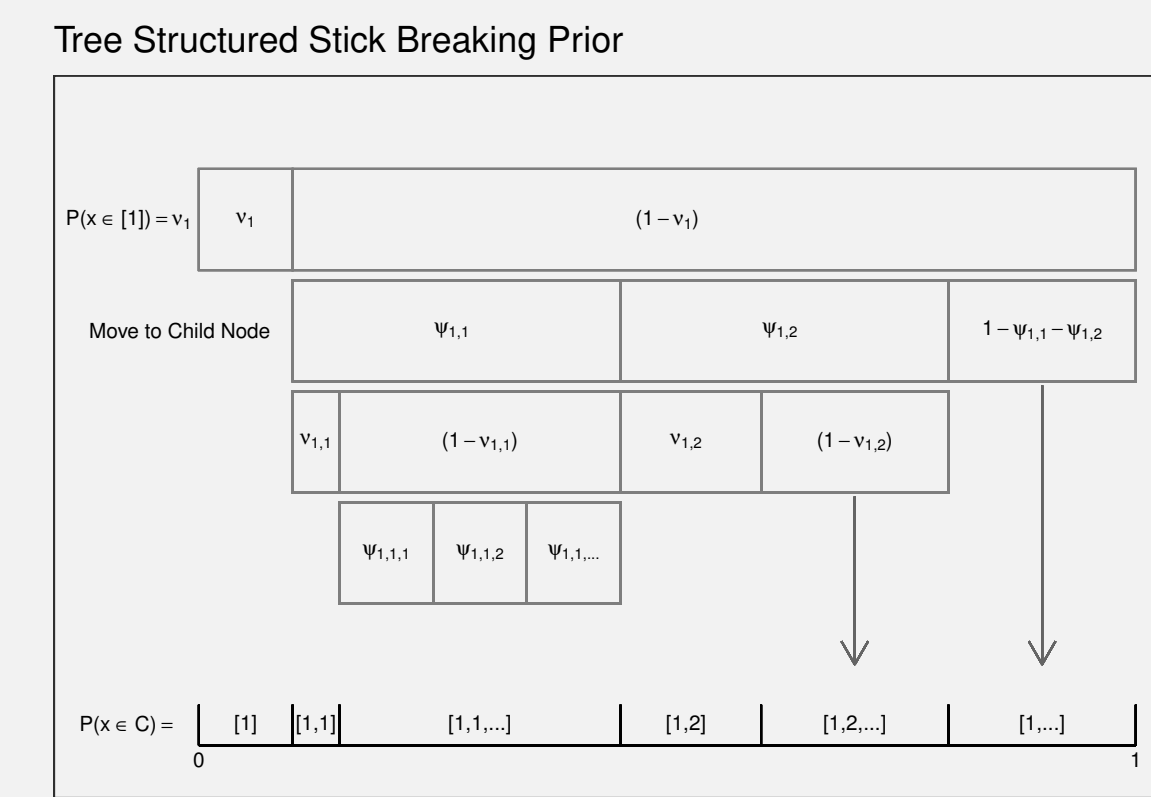 Tree Structured Stick Breaking Prior
P(x ∈ [1]) = ν₁ ν₁ (1 − ν₁)
Move to Child Node ψ₁,₁ ψ₁,₂ 1 − ψ₁,₁ − ψ₁,₂
ν₁,₁ (1 − ν₁,₁) ν₁,₂ (1 − ν₁,₂)
ψ₁,₁,₁ ψ₁,₁,₂ ψ₁,₁,...
P(x ∈ C) = [1] [1,1] [1,1,...] [1,2] [1,2,...] [1,...]
0 1